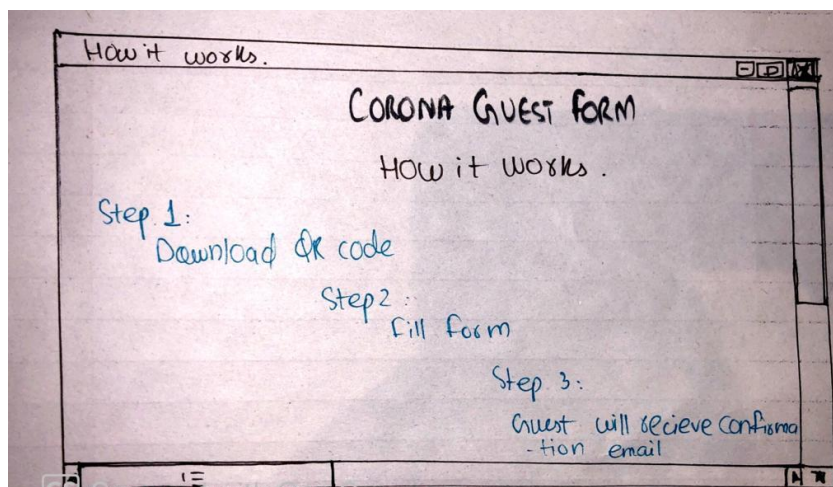 How it works.
CORONA GUEST FORM
How it works.
Step 1:
Download QR code
Step 2:
Fill form
Step 3:
Guest will recieve confirma
-tion email